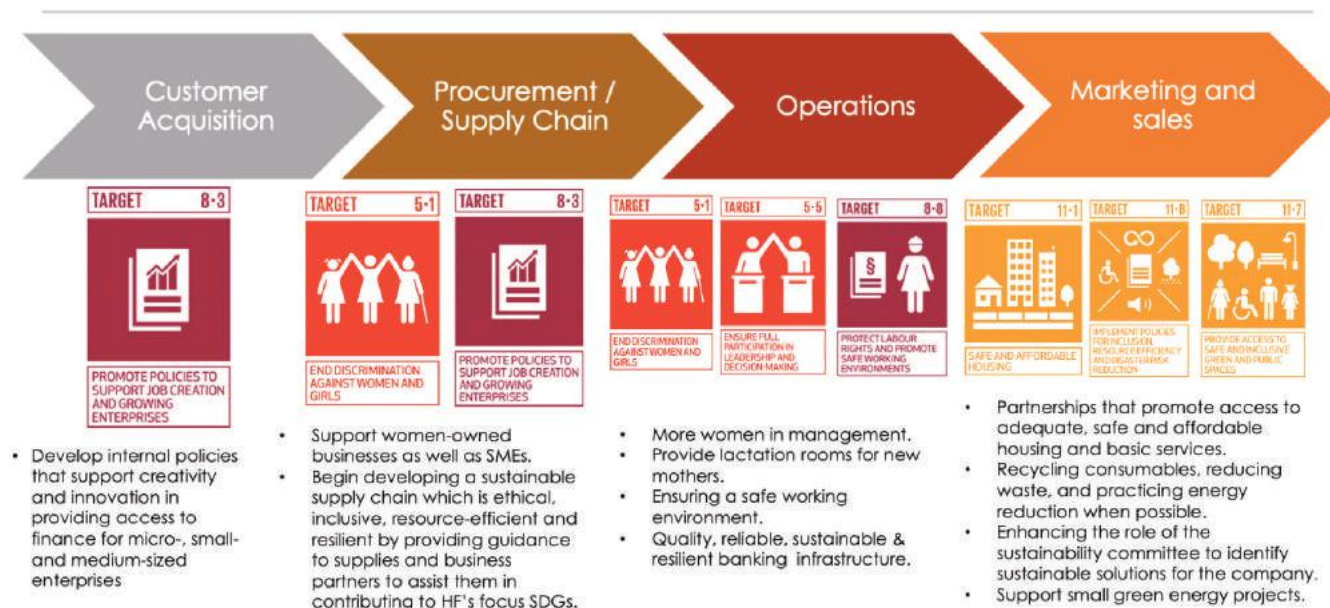 Customer
Acquisition
Procurement /
Supply Chain
Operations
Marketing and
sales
TARGET 8·3
PROMOTE POLICIES TO
SUPPORT JOB CREATION
AND GROWING
ENTERPRISES
• Develop internal policies
that support creativity
and innovation in
providing access to
finance for micro-, small-
and medium-sized
enterprises
TARGET 5·1
END DISCRIMINATION
AGAINST WOMEN AND
GIRLS
TARGET 8·3
PROMOTE POLICIES TO
SUPPORT JOB CREATION
AND GROWING
ENTERPRISES
• Support women-owned
businesses as well as SMEs.
• Begin developing a sustainable
supply chain which is ethical,
inclusive, resource-efficient and
resilient by providing guidance
to supplies and business
partners to assist them in
contributing to HF's focus SDGs.
TARGET 5·1
END DISCRIMINATION
AGAINST WOMEN AND
GIRLS
TARGET 5·5
ENSURE FULL
PARTICIPATION IN
LEADERSHIP AND
DECISION-MAKING
TARGET 8·8
§
PROTECT LABOUR
RIGHTS AND PROMOTE
SAFE WORKING
ENVIRONMENTS
• More women in management.
• Provide lactation rooms for new
mothers.
• Ensuring a safe working
environment.
• Quality, reliable, sustainable &
resilient banking infrastructure.
TARGET 11·1
SAFE AND AFFORDABLE
HOUSING
TARGET 11·B
IMPLEMENT POLICIES
FOR INCLUSION,
RESOURCE EFFICIENCY
AND DISASTER RISK
REDUCTION
TARGET 11·7
PROVIDE ACCESS TO
SAFE AND INCLUSIVE
GREEN AND PUBLIC
SPACES
• Partnerships that promote access to
adequate, safe and affordable
housing and basic services.
• Recycling consumables, reducing
waste, and practicing energy
reduction when possible.
• Enhancing the role of the
sustainability committee to identify
sustainable solutions for the company.
• Support small green energy projects.